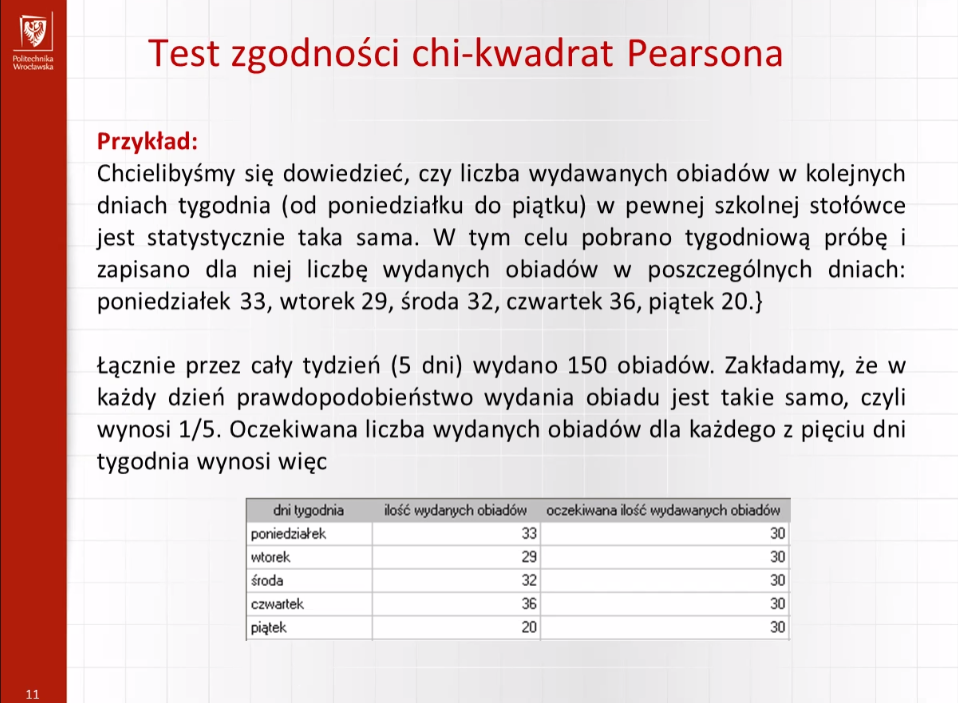 Politechnika
Wrocławska
Test zgodności chi-kwadrat Pearsona
Przykład:
Chcielibyśmy się dowiedzieć, czy liczba wydawanych obiadów w kolejnych
dniach tygodnia (od poniedziałku do piątku) w pewnej szkolnej stołówce
jest statystycznie taka sama. W tym celu pobrano tygodniową próbę i
zapisano dla niej liczbę wydanych obiadów w poszczególnych dniach:
poniedziałek 33, wtorek 29, środa 32, czwartek 36, piątek 20.}
Łącznie przez cały tydzień (5 dni) wydano 150 obiadów. Zakładamy, że w
każdy dzień prawdopodobieństwo wydania obiadu jest takie samo, czyli
wynosi 1/5. Oczekiwana liczba wydanych obiadów dla każdego z pięciu dni
tygodnia wynosi więc
dni tygodnia ilość wydanych obiadów oczekiwana ilość wydawanych obiadów
poniedziałek 33 30
wtorek 29 30
środa 32 30
czwartek 36 30
piątek 20 30
11